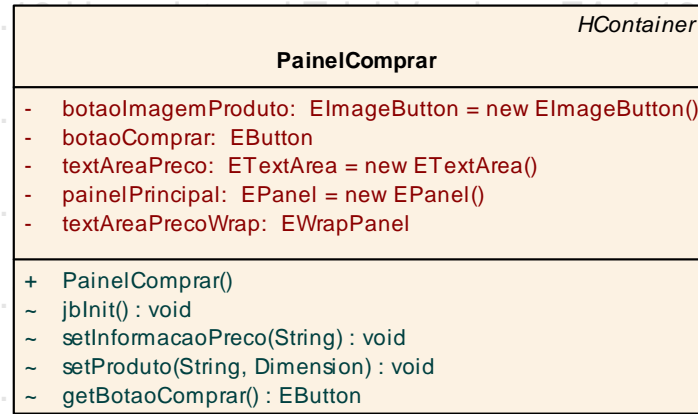 HContainer
PainelComprar
- botaoImagemProduto: EImageButton = new EImageButton()
- botaoComprar: EButton
- textAreaPreco: ETextArea = new ETextArea()
- painelPrincipal: EPanel = new EPanel()
- textAreaPrecoWrap: EWrapPanel
+ PainelComprar()
~ jbInit() : void
~ setInformacaoPreco(String) : void
~ setProduto(String, Dimension) : void
~ getBotaoComprar() : EButton